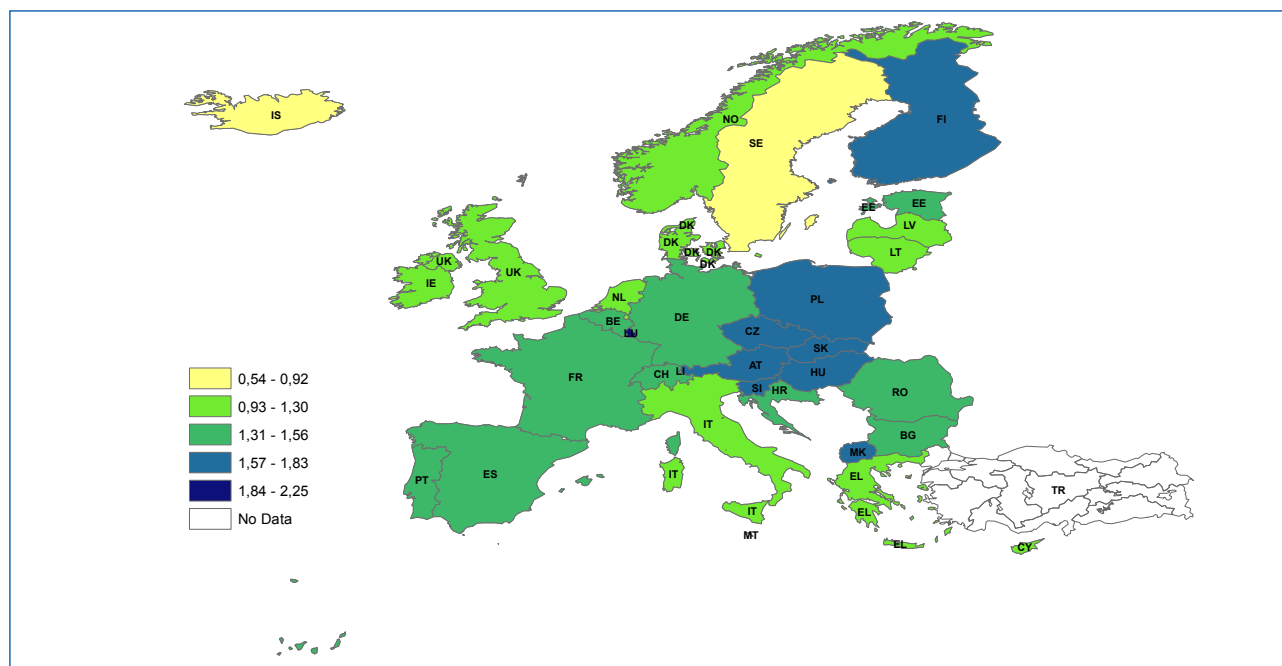 IS
NO
SE
FI
EE
EE
LV
LT
DK
DK
DK
DK
DK
UK
UK
IE
NL
BE
LU
DE
PL
CZ
SK
AT
HU
SI
HR
RO
BG
MK
FR
CH
LI
IT
IT
IT
MT
PT
ES
EL
EL
EL
TR
CY
0,54 - 0,92
0,93 - 1,30
1,31 - 1,56
1,57 - 1,83
1,84 - 2,25
No Data